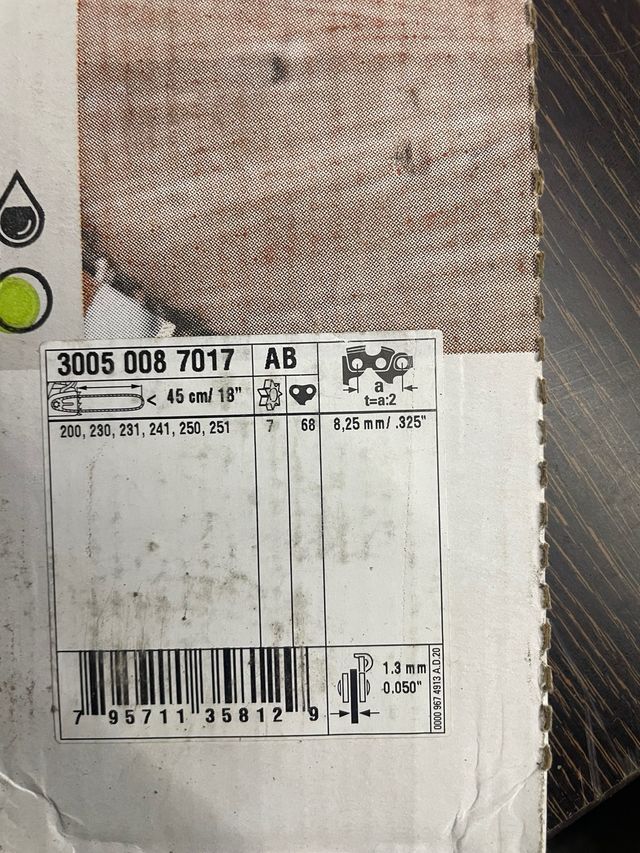 3005 008 7017 AB
< 45 cm/ 18"
a
t=a:2
200, 230, 231, 241, 250, 251 7 68 8,25 mm/ .325"
1.3 mm
0.050"
7 95711 35812 9
0000 967 4913 A.D.20